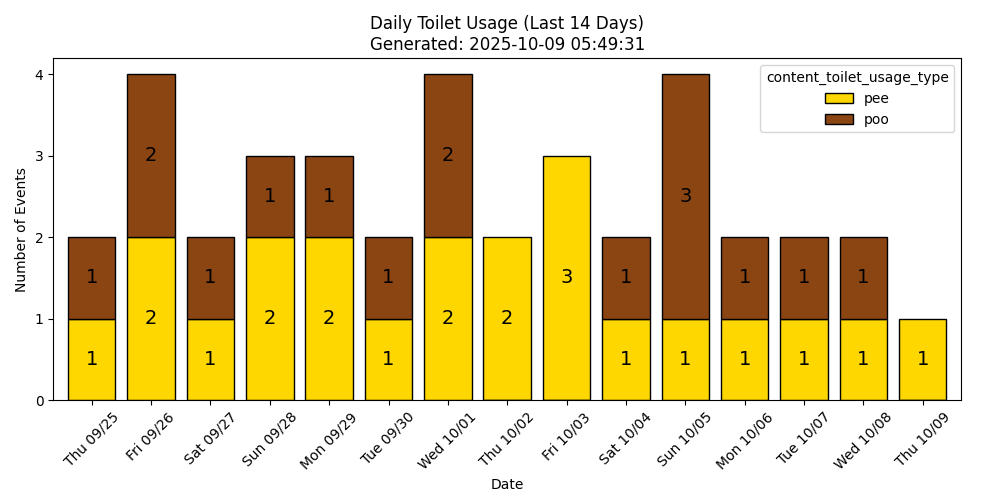 Daily Toilet Usage (Last 14 Days)
Generated: 2025-10-09 05:49:31
content_toilet_usage_type
pee
poo
Number of Events
4
3
2
1
0
2 2 3
1 1
1 1 1 1 1 1 1
2 2 2 2 2 3
1 1 1 1 1 1 1 1 1
Thu 09/25 Fri 09/26 Sat 09/27 Sun 09/28 Mon 09/29 Tue 09/30 Wed 10/01 Thu 10/02 Fri 10/03 Sat 10/04 Sun 10/05 Mon 10/06 Tue 10/07 Wed 10/08 Thu 10/09
Date